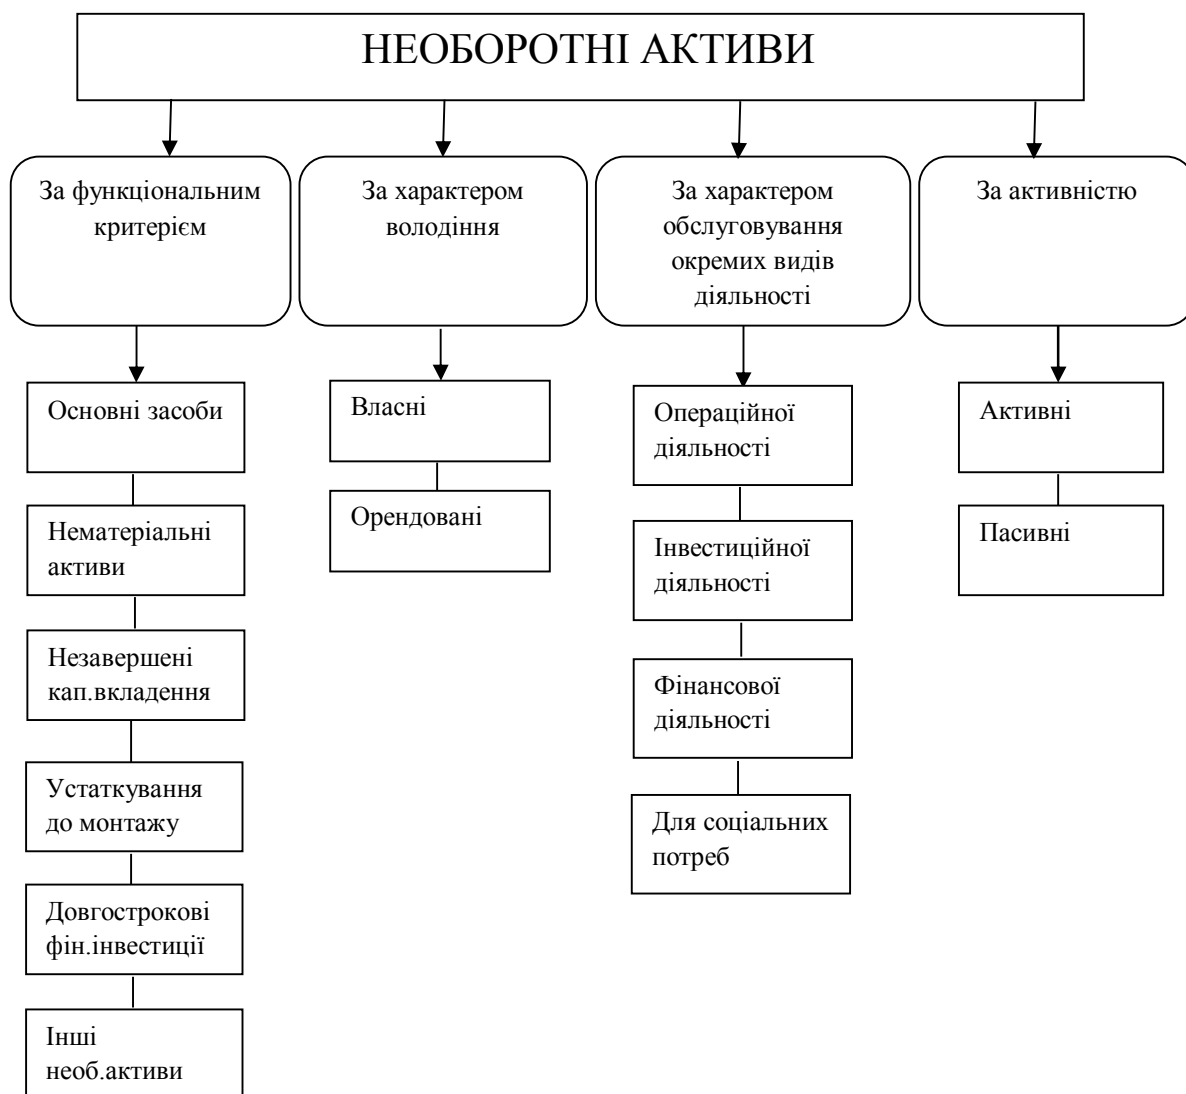 НЕОБОРОТНІ АКТИВИ
За функціональним
критерієм
За характером
володіння
За характером
обслуговування
окремих видів
діяльності
За активністю
Основні засоби
Нематеріальні
активи
Незавершені
кап.вкладення
Устаткування
до монтажу
Довгострокові
фін.інвестиції
Інші
необ.активи
Власні
Орендовані
Операційної
діяльності
Інвестиційної
діяльності
Фінансової
діяльності
Для соціальних
потреб
Активні
Пасивні